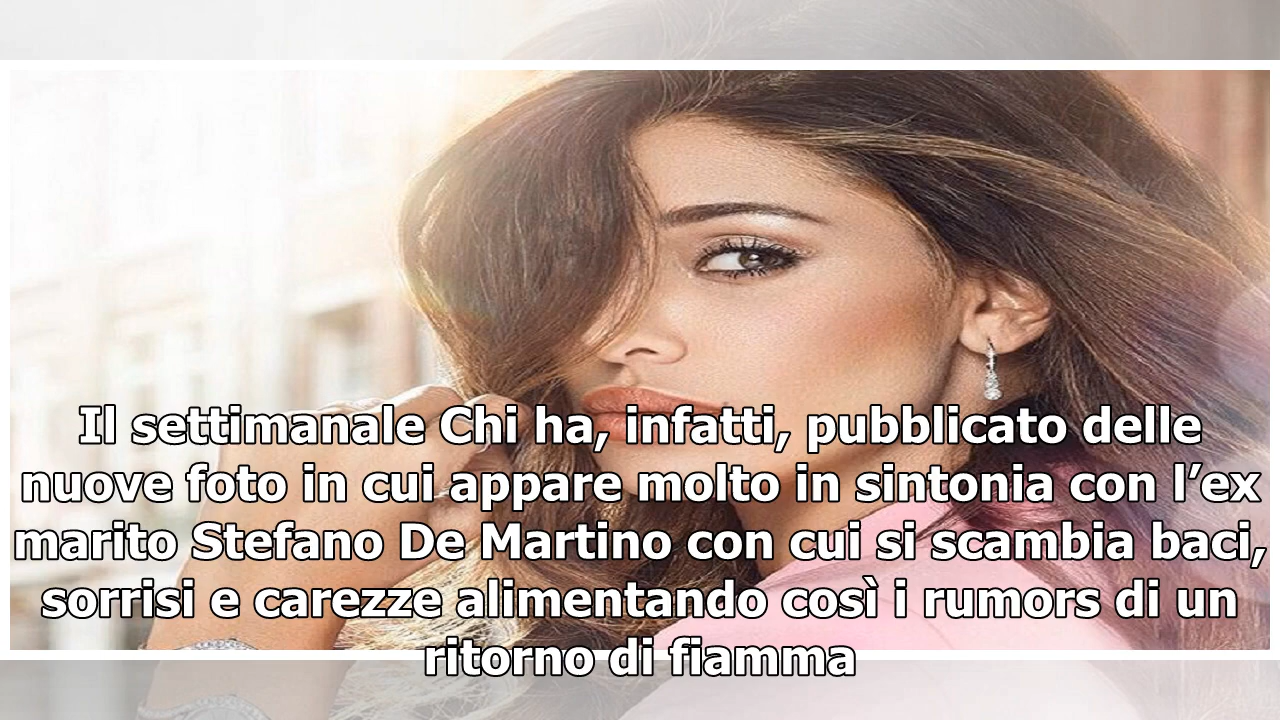 Il settimanale Chi ha, infatti, pubblicato delle
nuove foto in cui appare molto in sintonia con l’ex
marito Stefano De Martino con cui si scambia baci,
sorrisi e carezze alimentando così i rumors di un
ritorno di fiamma